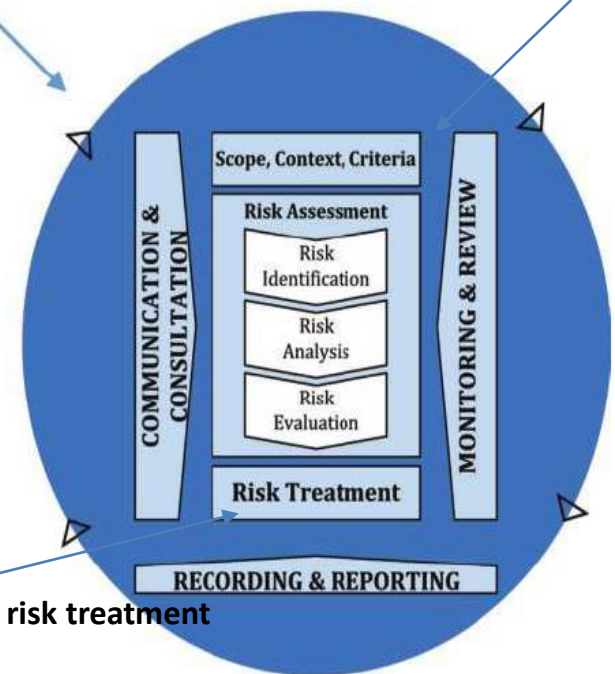 Scope, Context, Criteria
Risk Assessment
Risk
Identification
Risk
Analysis
Risk
Evaluation
Risk Treatment
COMMUNICATION &
CONSULTATION
MONITORING & REVIEW
RECORDING & REPORTING
risk treatment